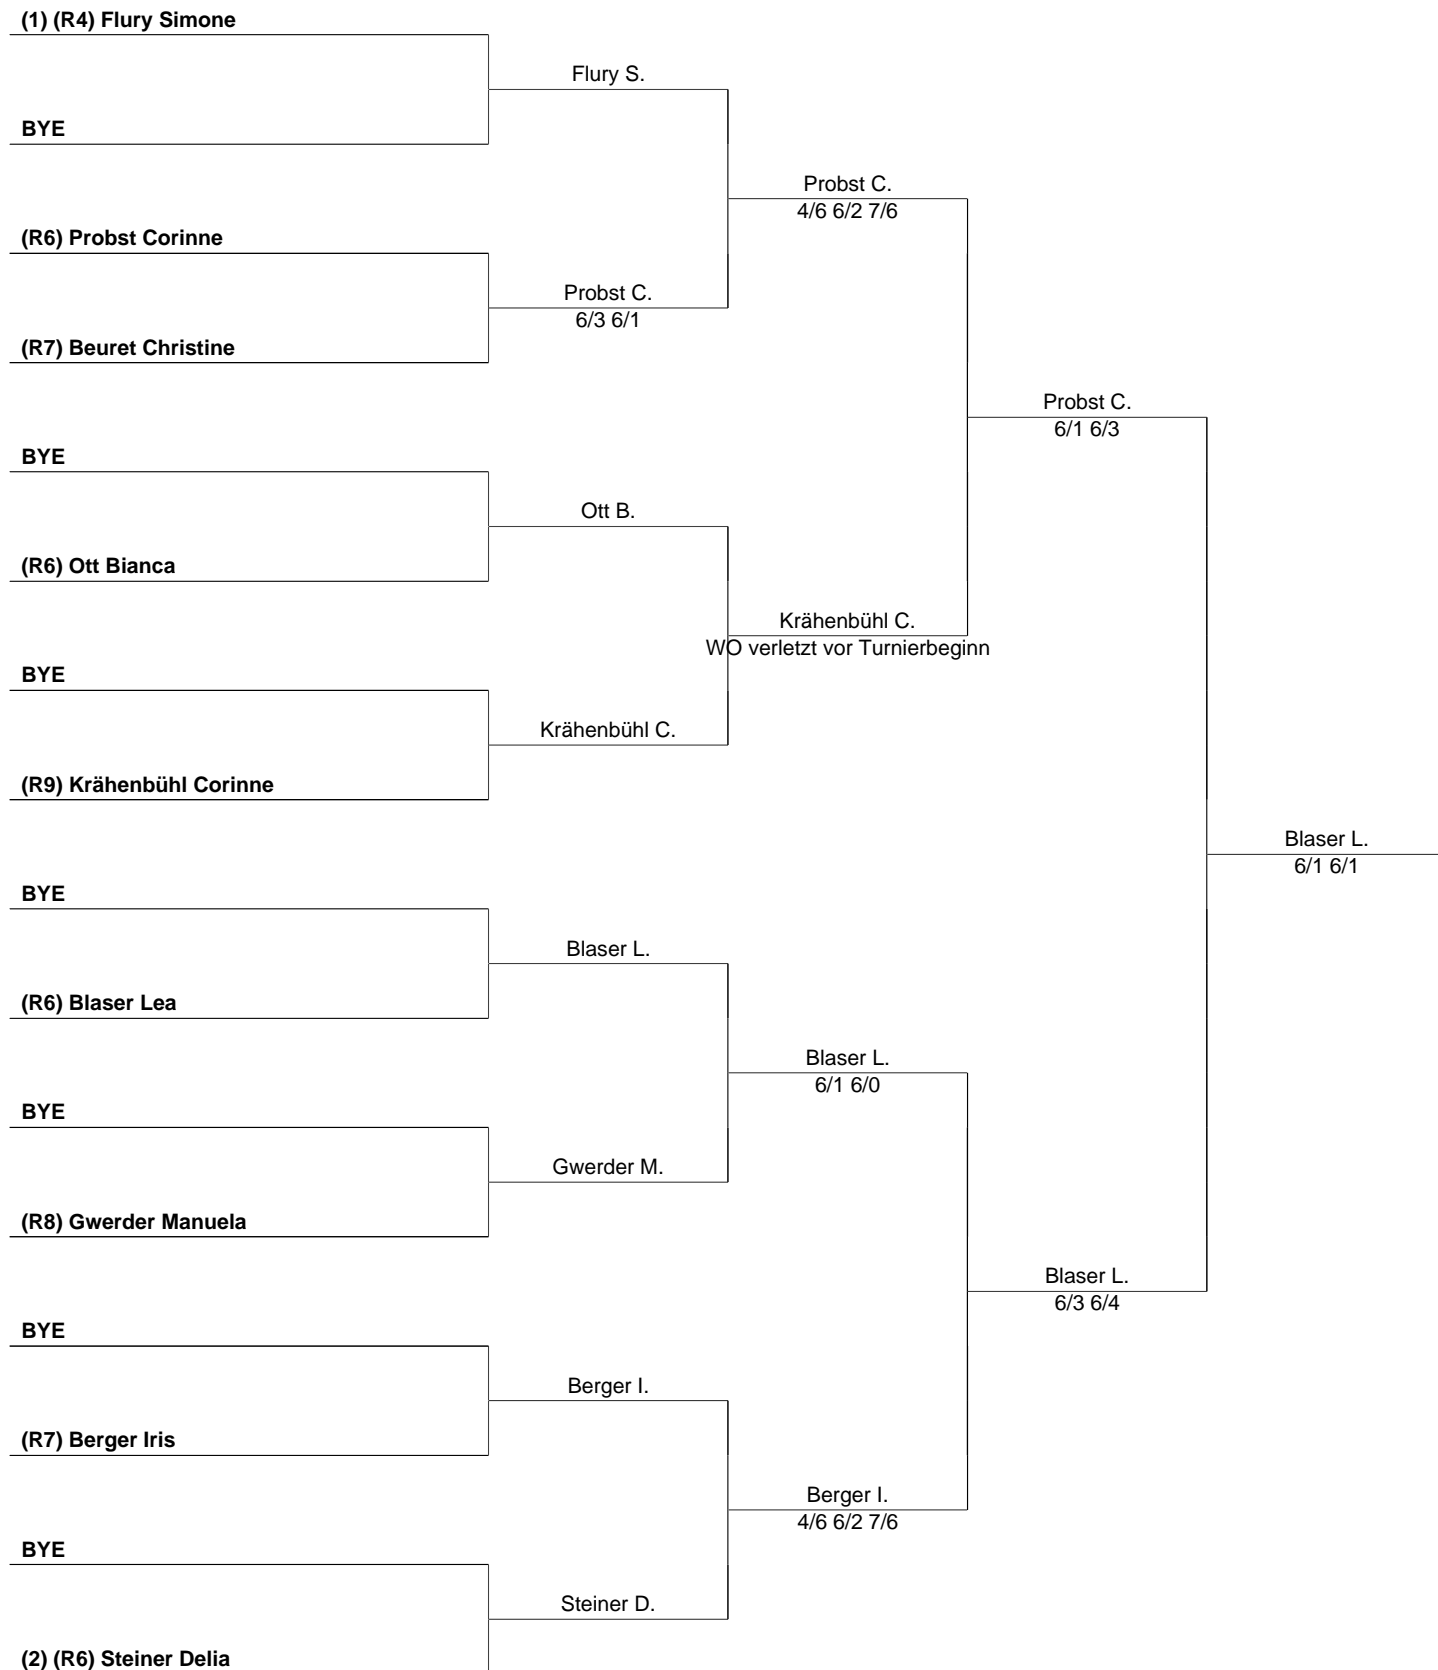 (1) (R4) Flury Simone
Flury S.
BYE
Probst C.
4/6 6/2 7/6
(R6) Probst Corinne
Probst C.
6/3 6/1
(R7) Beuret Christine
Probst C.
6/1 6/3
BYE
Ott B.
(R6) Ott Bianca
Krähenbühl C.
WO verletzt vor Turnierbeginn
BYE
Krähenbühl C.
(R9) Krähenbühl Corinne
Blaser L.
6/1 6/1
BYE
Blaser L.
(R6) Blaser Lea
Blaser L.
6/1 6/0
BYE
Gwerder M.
(R8) Gwerder Manuela
Blaser L.
6/3 6/4
BYE
Berger I.
(R7) Berger Iris
Berger I.
4/6 6/2 7/6
BYE
Steiner D.
(2) (R6) Steiner Delia